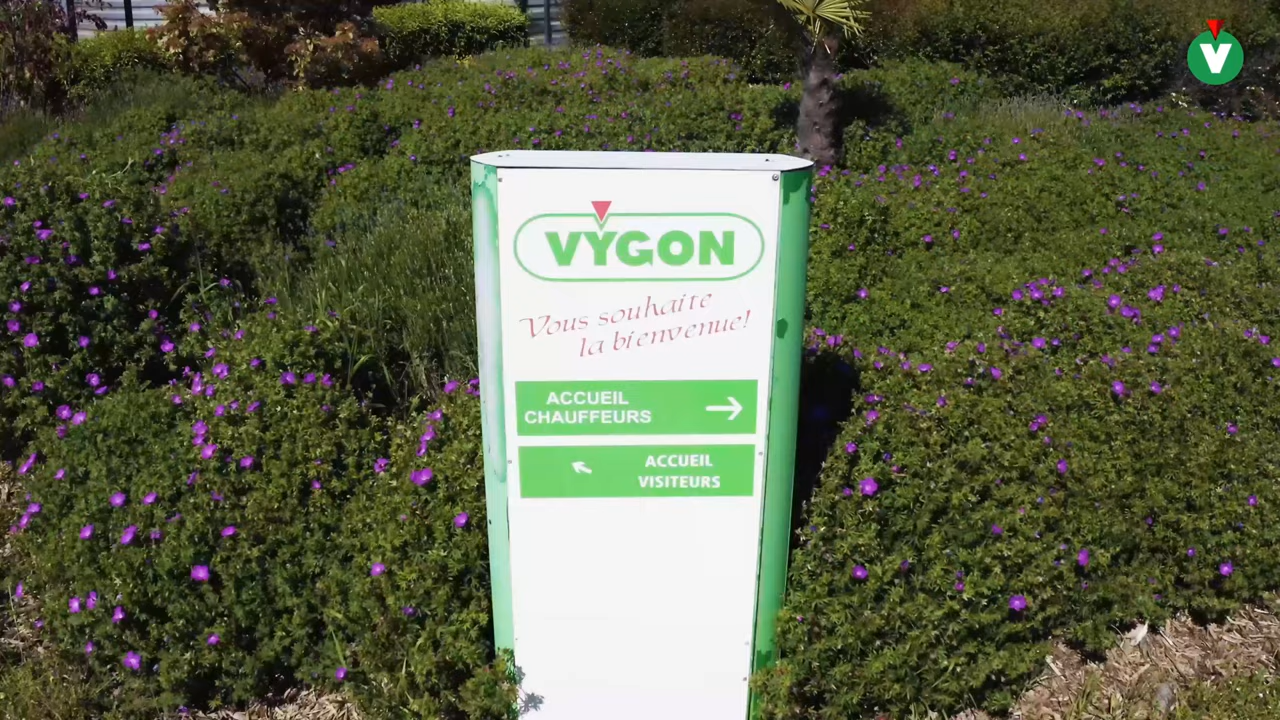 V
VYGON
Vous souhaite
la bienvenue!
ACCUEIL
CHAUFFEURS
ACCUEIL
VISITEURS